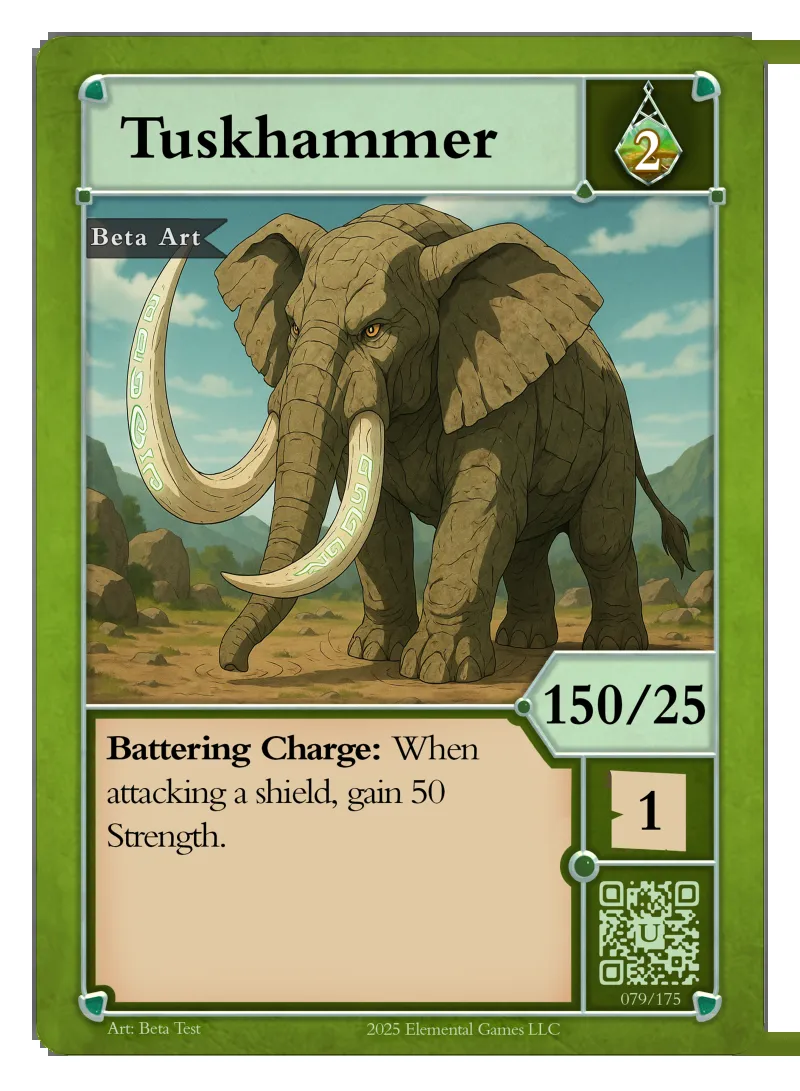 Tuskhammer
2
Beta Art
150/25
Battering Charge: When
attacking a shield, gain 50
Strength.
1
U
079/175
Art: Beta Test
2025 Elemental Games LLC